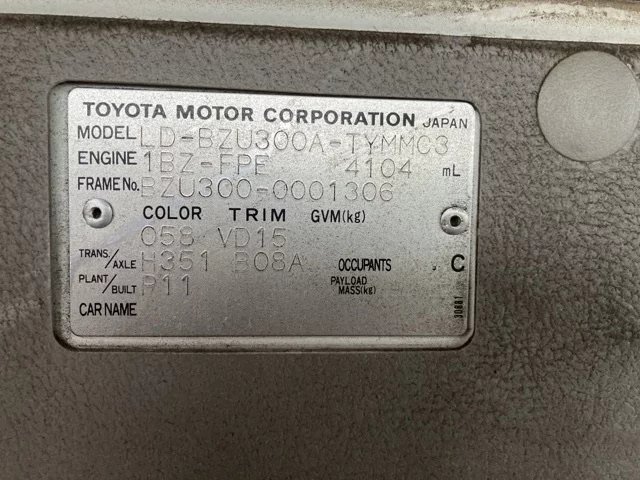 TOYOTA MOTOR CORPORATION JAPAN
MODEL LD-BZU300A-TYMMC3
ENGINE 1BZ-FPE 4104 mL
FRAME No. BZU300-0001306
COLOR TRIM GVM(kg)
058 VD15
TRANS./AXLE H351 B08A OCCUPANTS C
PLANT/BUILT P11 PAYLOAD MASS(kg)
CAR NAME
30881